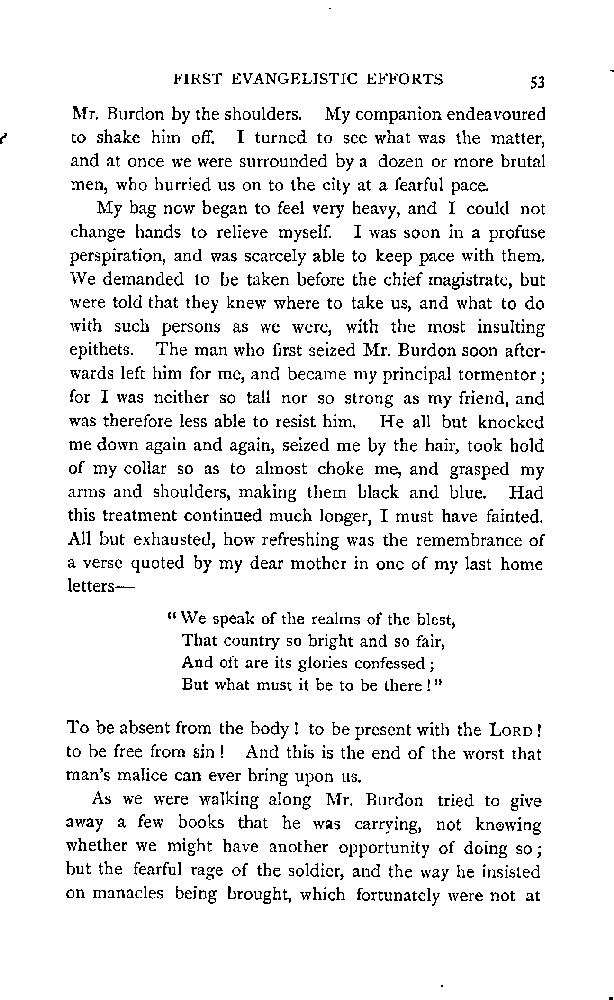 FIRST EVANGELISTIC EFFORTS 53
Mr. Burdon by the shoulders. My companion endeavoured
to shake him off. I turned to see what was the matter,
and at once we were surrounded by a dozen or more brutal
men, who hurried us on to the city at a fearful pace.
My bag now began to feel very heavy, and I could not
change hands to relieve myself. I was soon in a profuse
perspiration, and was scarcely able to keep pace with them.
We demanded to be taken before the chief magistrate, but
were told that they knew where to take us, and what to do
with such persons as we were, with the most insulting
epithets. The man who first seized Mr. Burdon soon after-
wards left him for me, and became my principal tormentor;
for I was neither so tall nor so strong as my friend, and
was therefore less able to resist him. He all but knocked
me down again and again, seized me by the hair, took hold
of my collar so as to almost choke me, and grasped my
arms and shoulders, making them black and blue. Had
this treatment continued much longer, I must have fainted.
All but exhausted, how refreshing was the remembrance of
a verse quoted by my dear mother in one of my last home
letters—
"We speak of the realms of the blest,
That country so bright and so fair,
And oft are its glories confessed;
But what must it be to be there!"
To be absent from the body! to be present with the LORD!
to be free from sin! And this is the end of the worst that
man's malice can ever bring upon us.
As we were walking along Mr. Burdon tried to give
away a few books that he was carrying, not knowing
whether we might have another opportunity of doing so;
but the fearful rage of the soldier, and the way he insisted
on manacles being brought, which fortunately were not at